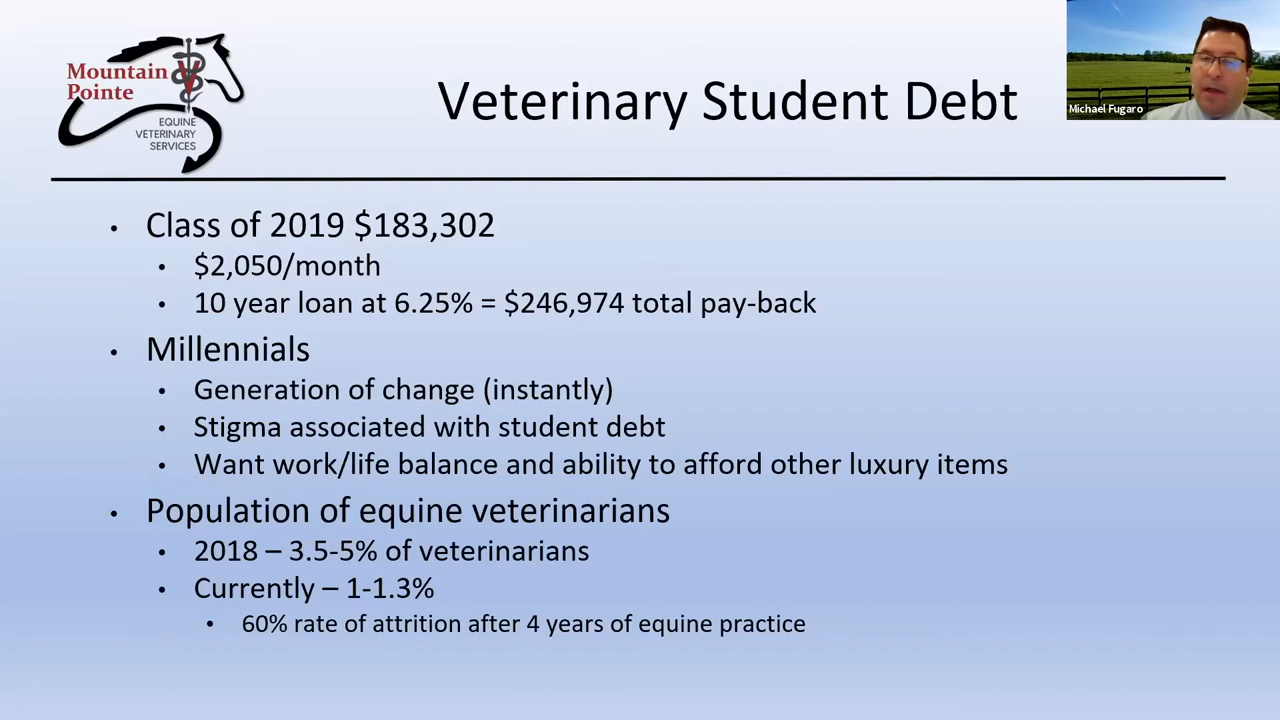 Mountain
Pointe
EQUINE
VETERINARY
SERVICES
Veterinary Student Debt
Michael Fugaro
• Class of 2019 $183,302
• $2,050/month
• 10 year loan at 6.25% = $246,974 total pay-back
• Millennials
• Generation of change (instantly)
• Stigma associated with student debt
• Want work/life balance and ability to afford other luxury items
• Population of equine veterinarians
• 2018 – 3.5-5% of veterinarians
• Currently – 1-1.3%
• 60% rate of attrition after 4 years of equine practice